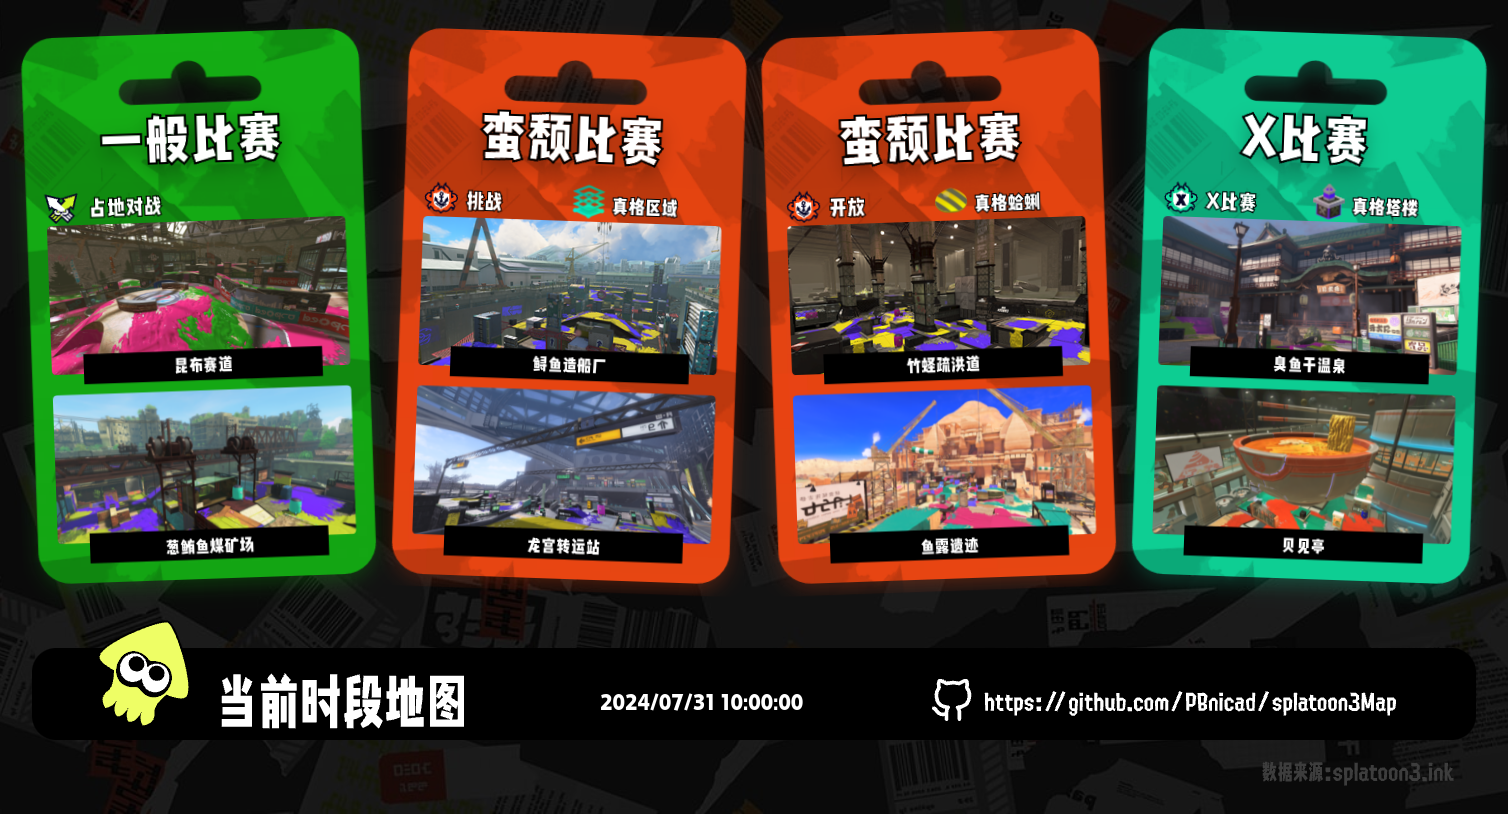 一般比赛
占地对战
昆布赛道
葱鲔鱼煤矿场
蛮颓比赛
挑战
真格区域
鲟鱼造船厂
龙宫转运站
蛮颓比赛
开放
真格蛤蜊
竹蛏疏洪道
鱼露遗迹
X比赛
X比赛
真格塔楼
臭鱼干温泉
贝见亭
当前时段地图
2024/07/31 10:00:00
https://github.com/PBnicad/splatoon3Map
数据来源:splatoon3.ink